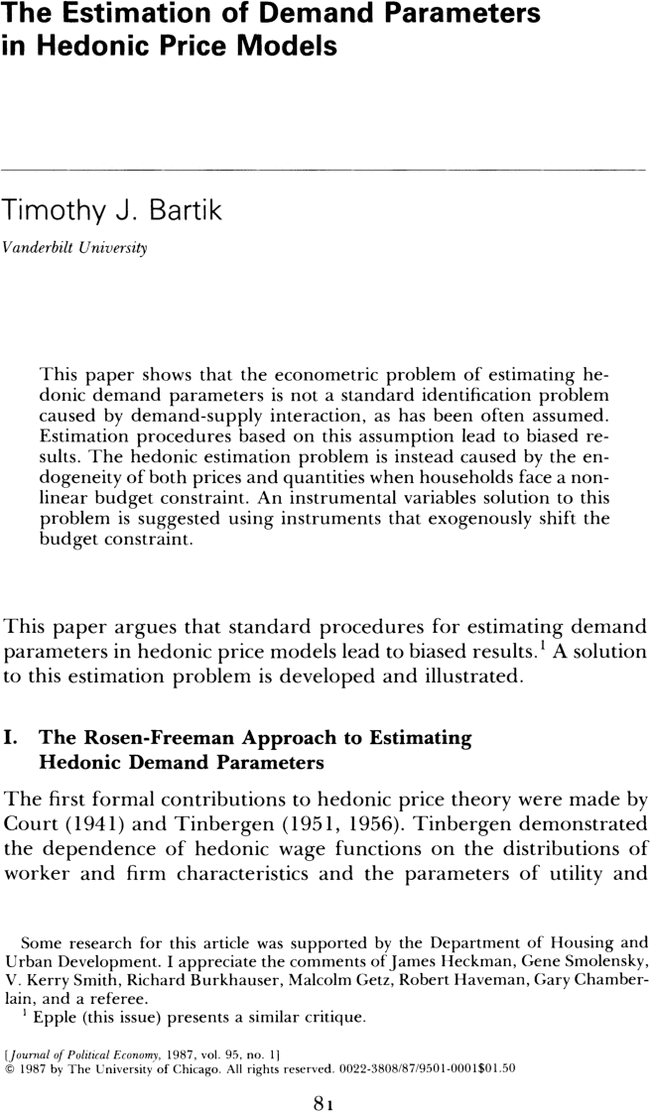 The Estimation of Demand Parameters
in Hedonic Price Models
Timothy J. Bartik
Vanderbilt University
This paper shows that the econometric problem of estimating he-
donic demand parameters is not a standard identification problem
caused by demand-supply interaction, as has been often assumed.
Estimation procedures based on this assumption lead to biased re-
sults. The hedonic estimation problem is instead caused by the en-
dogeneity of both prices and quantities when households face a non-
linear budget constraint. An instrumental variables solution to this
problem is suggested using instruments that exogenously shift the
budget constraint.
This paper argues that standard procedures for estimating demand
parameters in hedonic price models lead to biased results.¹ A solution
to this estimation problem is developed and illustrated.
I. The Rosen-Freeman Approach to Estimating
Hedonic Demand Parameters
The first formal contributions to hedonic price theory were made by
Court (1941) and Tinbergen (1951, 1956). Tinbergen demonstrated
the dependence of hedonic wage functions on the distributions of
worker and firm characteristics and the parameters of utility and
Some research for this article was supported by the Department of Housing and
Urban Development. I appreciate the comments of James Heckman, Gene Smolensky,
V. Kerry Smith, Richard Burkhauser, Malcolm Getz, Robert Haveman, Gary Chamber-
lain, and a referee.
¹ Epple (this issue) presents a similar critique.
[Journal of Political Economy, 1987, vol. 95, no. 1]
© 1987 by The University of Chicago. All rights reserved. 0022-3808/87/9501-0001$01.50
81